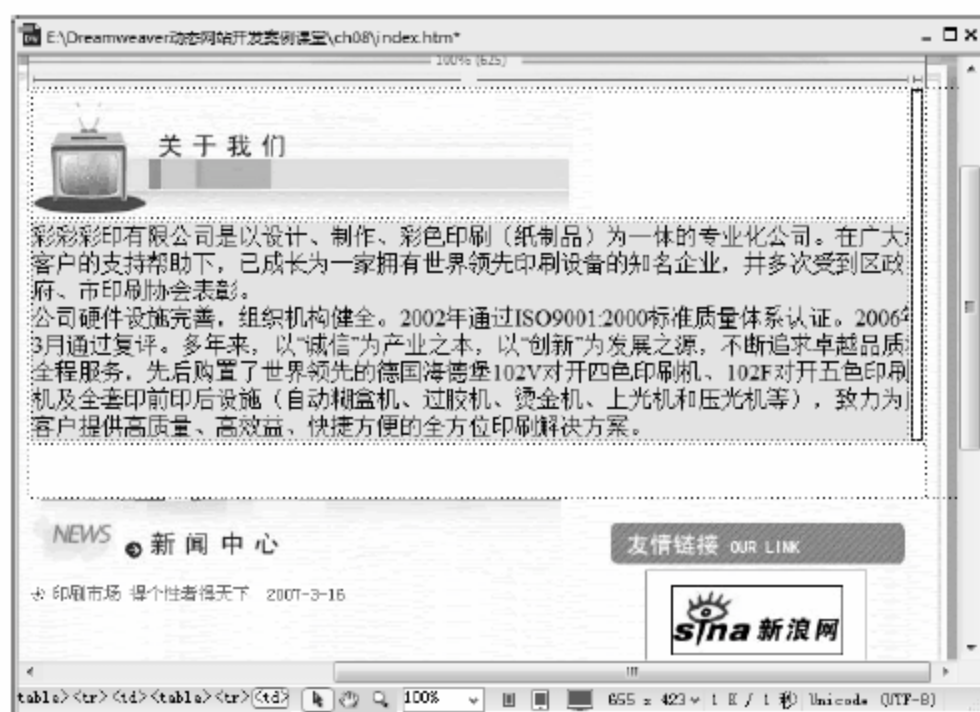 E:\Dreamweaver动态网站开发案例课堂\ch08\index.htm*
100% (625)
关于我们
彩彩彩印有限公司是以设计、制作、彩色印刷（纸制品）为一体的专业化公司。在广大
客户的支持帮助下，已成长为一家拥有世界领先印刷设备的知名企业，并多次受到区政
府、市印刷协会表彰。
公司硬件设施完善，组织机构健全。2002年通过ISO9001:2000标准质量体系认证。2006年
3月通过复评。多年来，以“诚信”为产业之本，以“创新”为发展之源，不断追求卓越品质
全程服务，先后购置了世界领先的德国海德堡102V对开四色印刷机、102F对开五色印刷
机及全套印前印后设施（自动糊盒机、过胶机、烫金机、上光机和压光机等），致力为
客户提供高质量、高效益、快捷方便的全方位印刷解决方案。
NEWS 新闻中心
友情链接 OUR LINK
印刷市场 得个性者得天下 2007-3-16
sina 新浪网
table><tr><td><table><tr><td> 100% 655 x 423 1 K / 1 秒 Unicode (UTF-8)